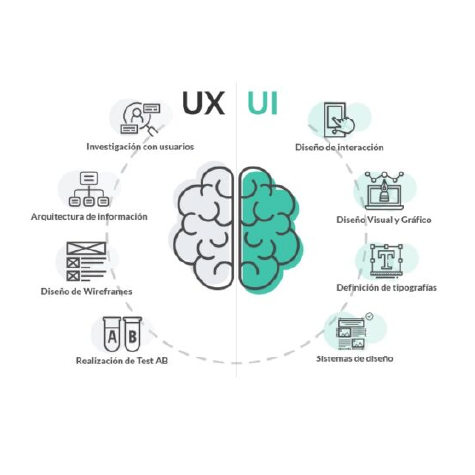 UX
UI
Investigación con usuarios
Arquitectura de información
Diseño de Wireframes
A B
Realización de Test AB
Diseño de interacción
Diseño Visual y Gráfico
T
Definición de tipografías
Sistemas de diseño